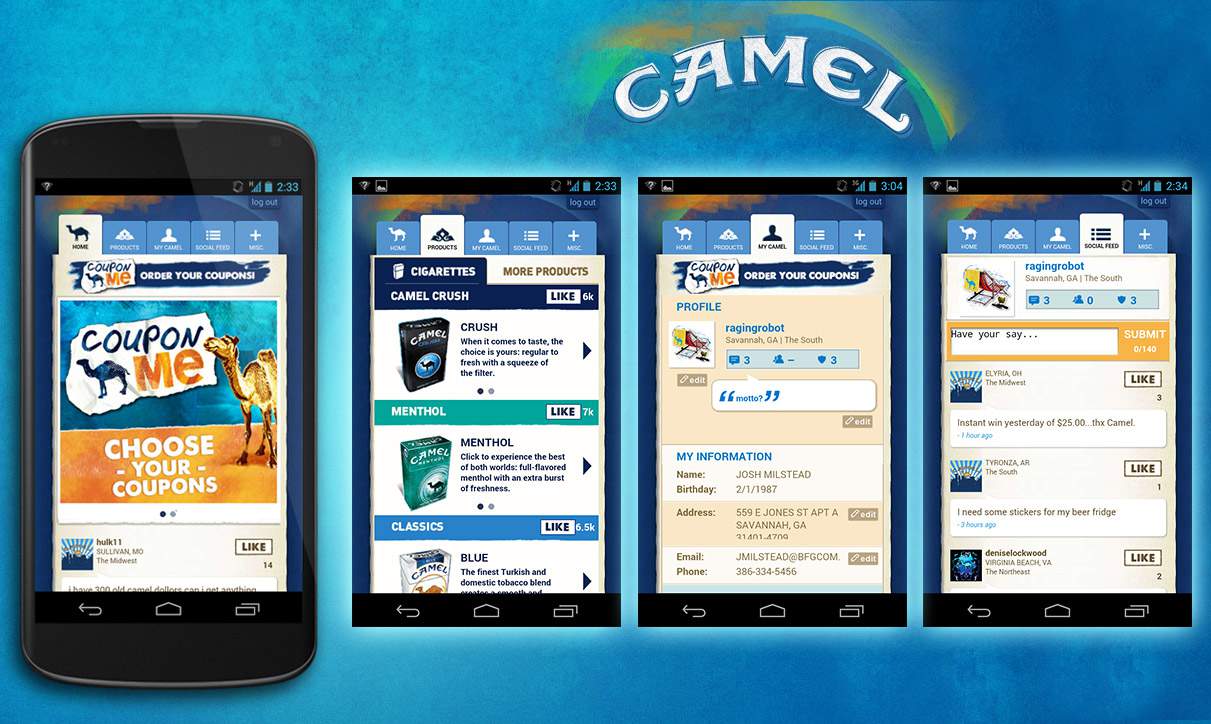 CAMEL
2:33
log out
HOME
PRODUCTS
MY CAMEL
SOCIAL FEED
MISC.
COUPON Me ORDER YOUR COUPONS!
COUPON
Me
CHOOSE
- YOUR -
COUPONS
hulk11
SULLIVAN, MO
The Midwest
LIKE
14
i have 300 old camel dollors can i get anything
2:33
log out
HOME
PRODUCTS
MY CAMEL
SOCIAL FEED
MISC.
CIGARETTES
MORE PRODUCTS
CAMEL CRUSH
LIKE 6k
CAMEL
CRUSH
When it comes to taste, the
choice is yours: regular to
fresh with a squeeze of
the filter.
MENTHOL
LIKE 7k
CAMEL
MENTHOL
MENTHOL
Click to experience the best
of both worlds: full-flavored
menthol with an extra burst
of freshness.
CLASSICS
LIKE 6.5k
CAMEL
BLUE
The finest Turkish and
domestic tobacco blend
creates a smooth and
3G
3:04
log out
HOME
PRODUCTS
MY CAMEL
SOCIAL FEED
MISC.
COUPON Me ORDER YOUR COUPONS!
PROFILE
ragingrobot
Savannah, GA | The South
3 – 3
edit
“ motto? ”
edit
MY INFORMATION
Name: JOSH MILSTEAD
Birthday: 2/1/1987
Address: 559 E JONES ST APT A edit
SAVANNAH, GA
31401-4709
Email: JMILSTEAD@BFGCOM. edit
Phone: 386-334-5456
H
2:34
log out
HOME
PRODUCTS
MY CAMEL
SOCIAL FEED
MISC.
ragingrobot
Savannah, GA | The South
3 0 3
Have your say...
SUBMIT
0/140
ELYRIA, OH
The Midwest
LIKE
3
Instant win yesterday of $25.00...thx Camel.
- 1 hour ago
TYRONZA, AR
The South
LIKE
1
I need some stickers for my beer fridge
- 3 hours ago
deniselockwood
VIRGINIA BEACH, VA
The Northeast
LIKE
2